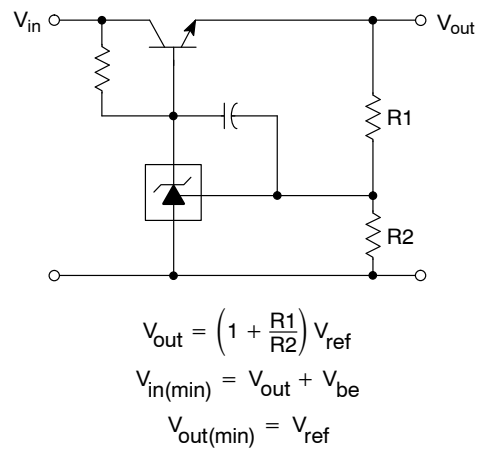 Vin
Vout
R1
R2
Vout = (1 + R1/R2) Vref
Vin(min) = Vout + Vbe
Vout(min) = Vref